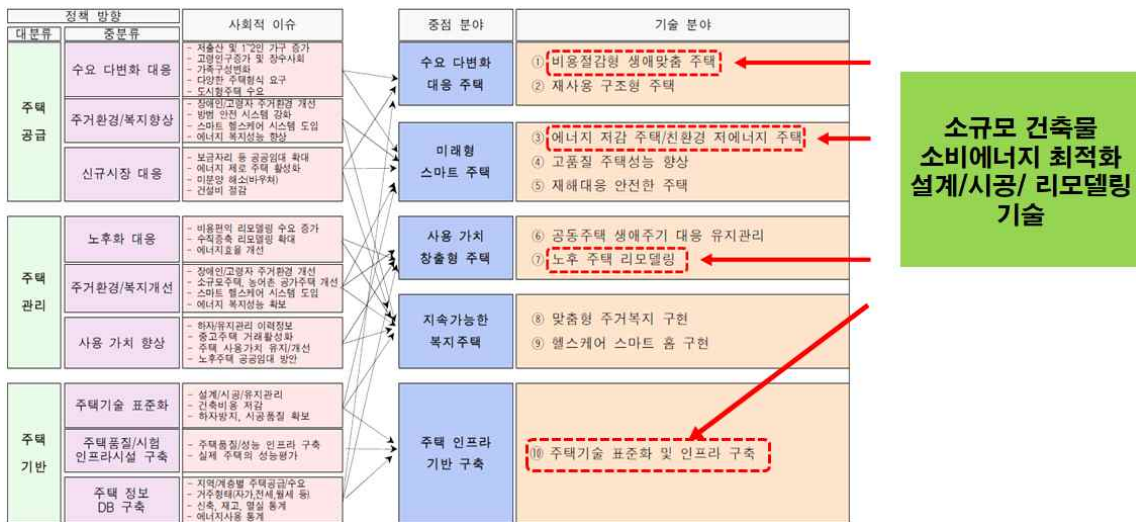 정책 방향
대분류
중분류
사회적 이슈
중점 분야
기술 분야
주택
공급
수요 다변화 대응
- 저출산 및 1~2인 가구 증가
- 고령인구증가 및 장수사회
- 가족구성변화
- 다양한 주택형식 요구
- 도시형주택 수요
주거환경/복지향상
- 장애인/고령자 주거환경 개선
- 방범 안전 시스템 강화
- 스마트 헬스케어 시스템 도입
- 에너지 복지성능 향상
신규시장 대응
- 보금자리 등 공공임대 확대
- 에너지 제로 주택 활성화
- 미분양 해소(바우처)
- 건설비 절감
주택
관리
노후화 대응
- 비용편익 리모델링 수요 증가
- 수직증축 리모델링 확대
- 에너지효율 개선
주거환경/복지개선
- 장애인/고령자 주거환경 개선
- 소규모주택, 농어촌 공가주택 개선
- 스마트 헬스케어 시스템 도입
- 에너지 복지성능 확보
사용 가치 향상
- 하자/유지관리 이력정보
- 중고주택 거래활성화
- 주택 사용가치 유지/개선
- 노후주택 공공임대 방안
주택
기반
주택기술 표준화
- 설계/시공/유지관리
- 건축비용 저감
- 하자방지, 시공품질 확보
주택품질/시험
인프라시설 구축
- 주택품질/성능 인프라 구축
- 실제 주택의 성능평가
주택 정보
DB 구축
- 지역/계층별 주택공급/수요
- 거주형태(자가,전세,월세 등)
- 신축, 재고, 멸실 통계
- 에너지사용 통계
수요 다변화
대응 주택
① 비용절감형 생애맞춤 주택
② 재사용 구조형 주택
미래형
스마트 주택
③ 에너지 저감 주택/친환경 저에너지 주택
④ 고품질 주택성능 향상
⑤ 재해대응 안전한 주택
사용 가치
창출형 주택
⑥ 공동주택 생애주기 대응 유지관리
⑦ 노후 주택 리모델링
지속가능한
복지주택
⑧ 맞춤형 주거복지 구현
⑨ 헬스케어 스마트 홈 구현
주택 인프라
기반 구축
⑩ 주택기술 표준화 및 인프라 구축
소규모 건축물
소비에너지 최적화
설계/시공/ 리모델링
기술